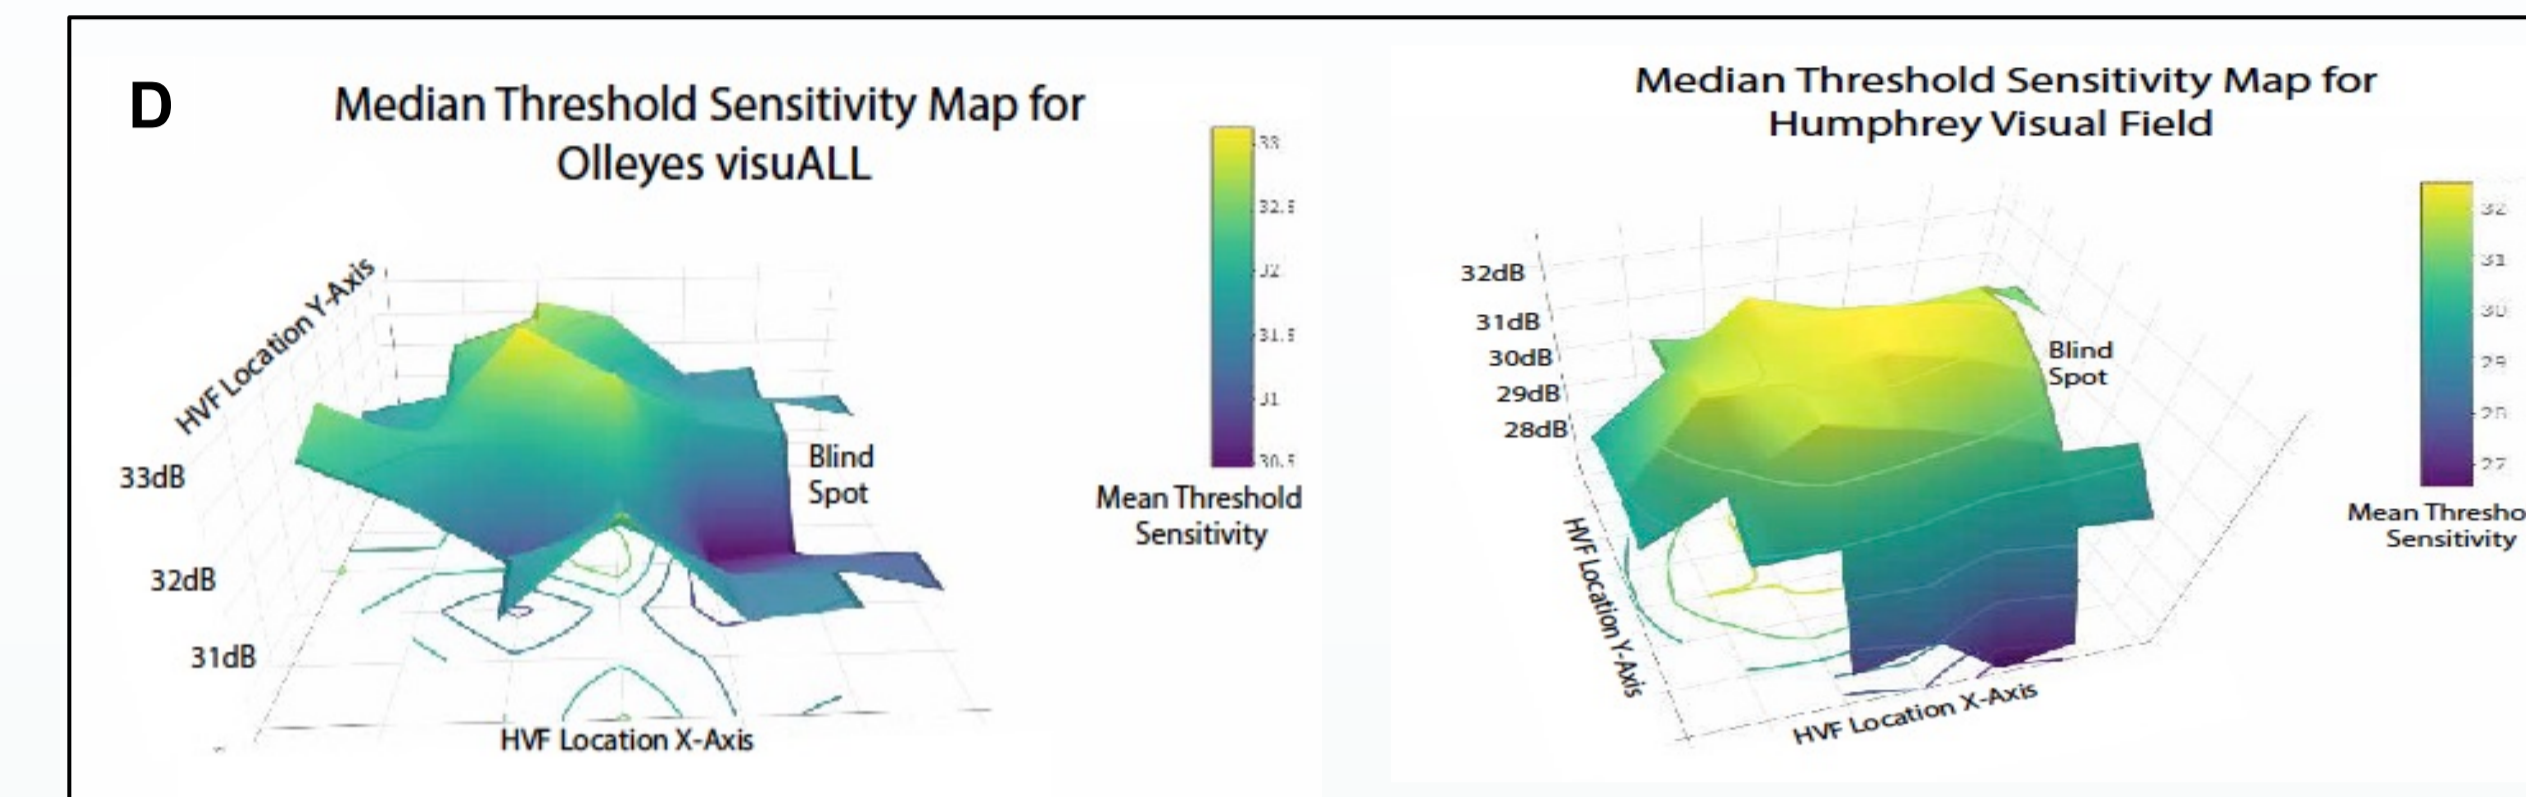 D
Median Threshold Sensitivity Map for
Olleyes visuALL
33
32.5
32
31.5
31
30.5
Mean Threshold
Sensitivity
HVF Location Y-Axis
33dB
32dB
31dB
Blind
Spot
HVF Location X-Axis
Median Threshold Sensitivity Map for
Humphrey Visual Field
32
31
30
29
28
27
Mean Thresho
Sensitivity
32dB
31dB
30dB
29dB
28dB
Blind
Spot
HVF Location Y-Axis
HVF Location X-Axis